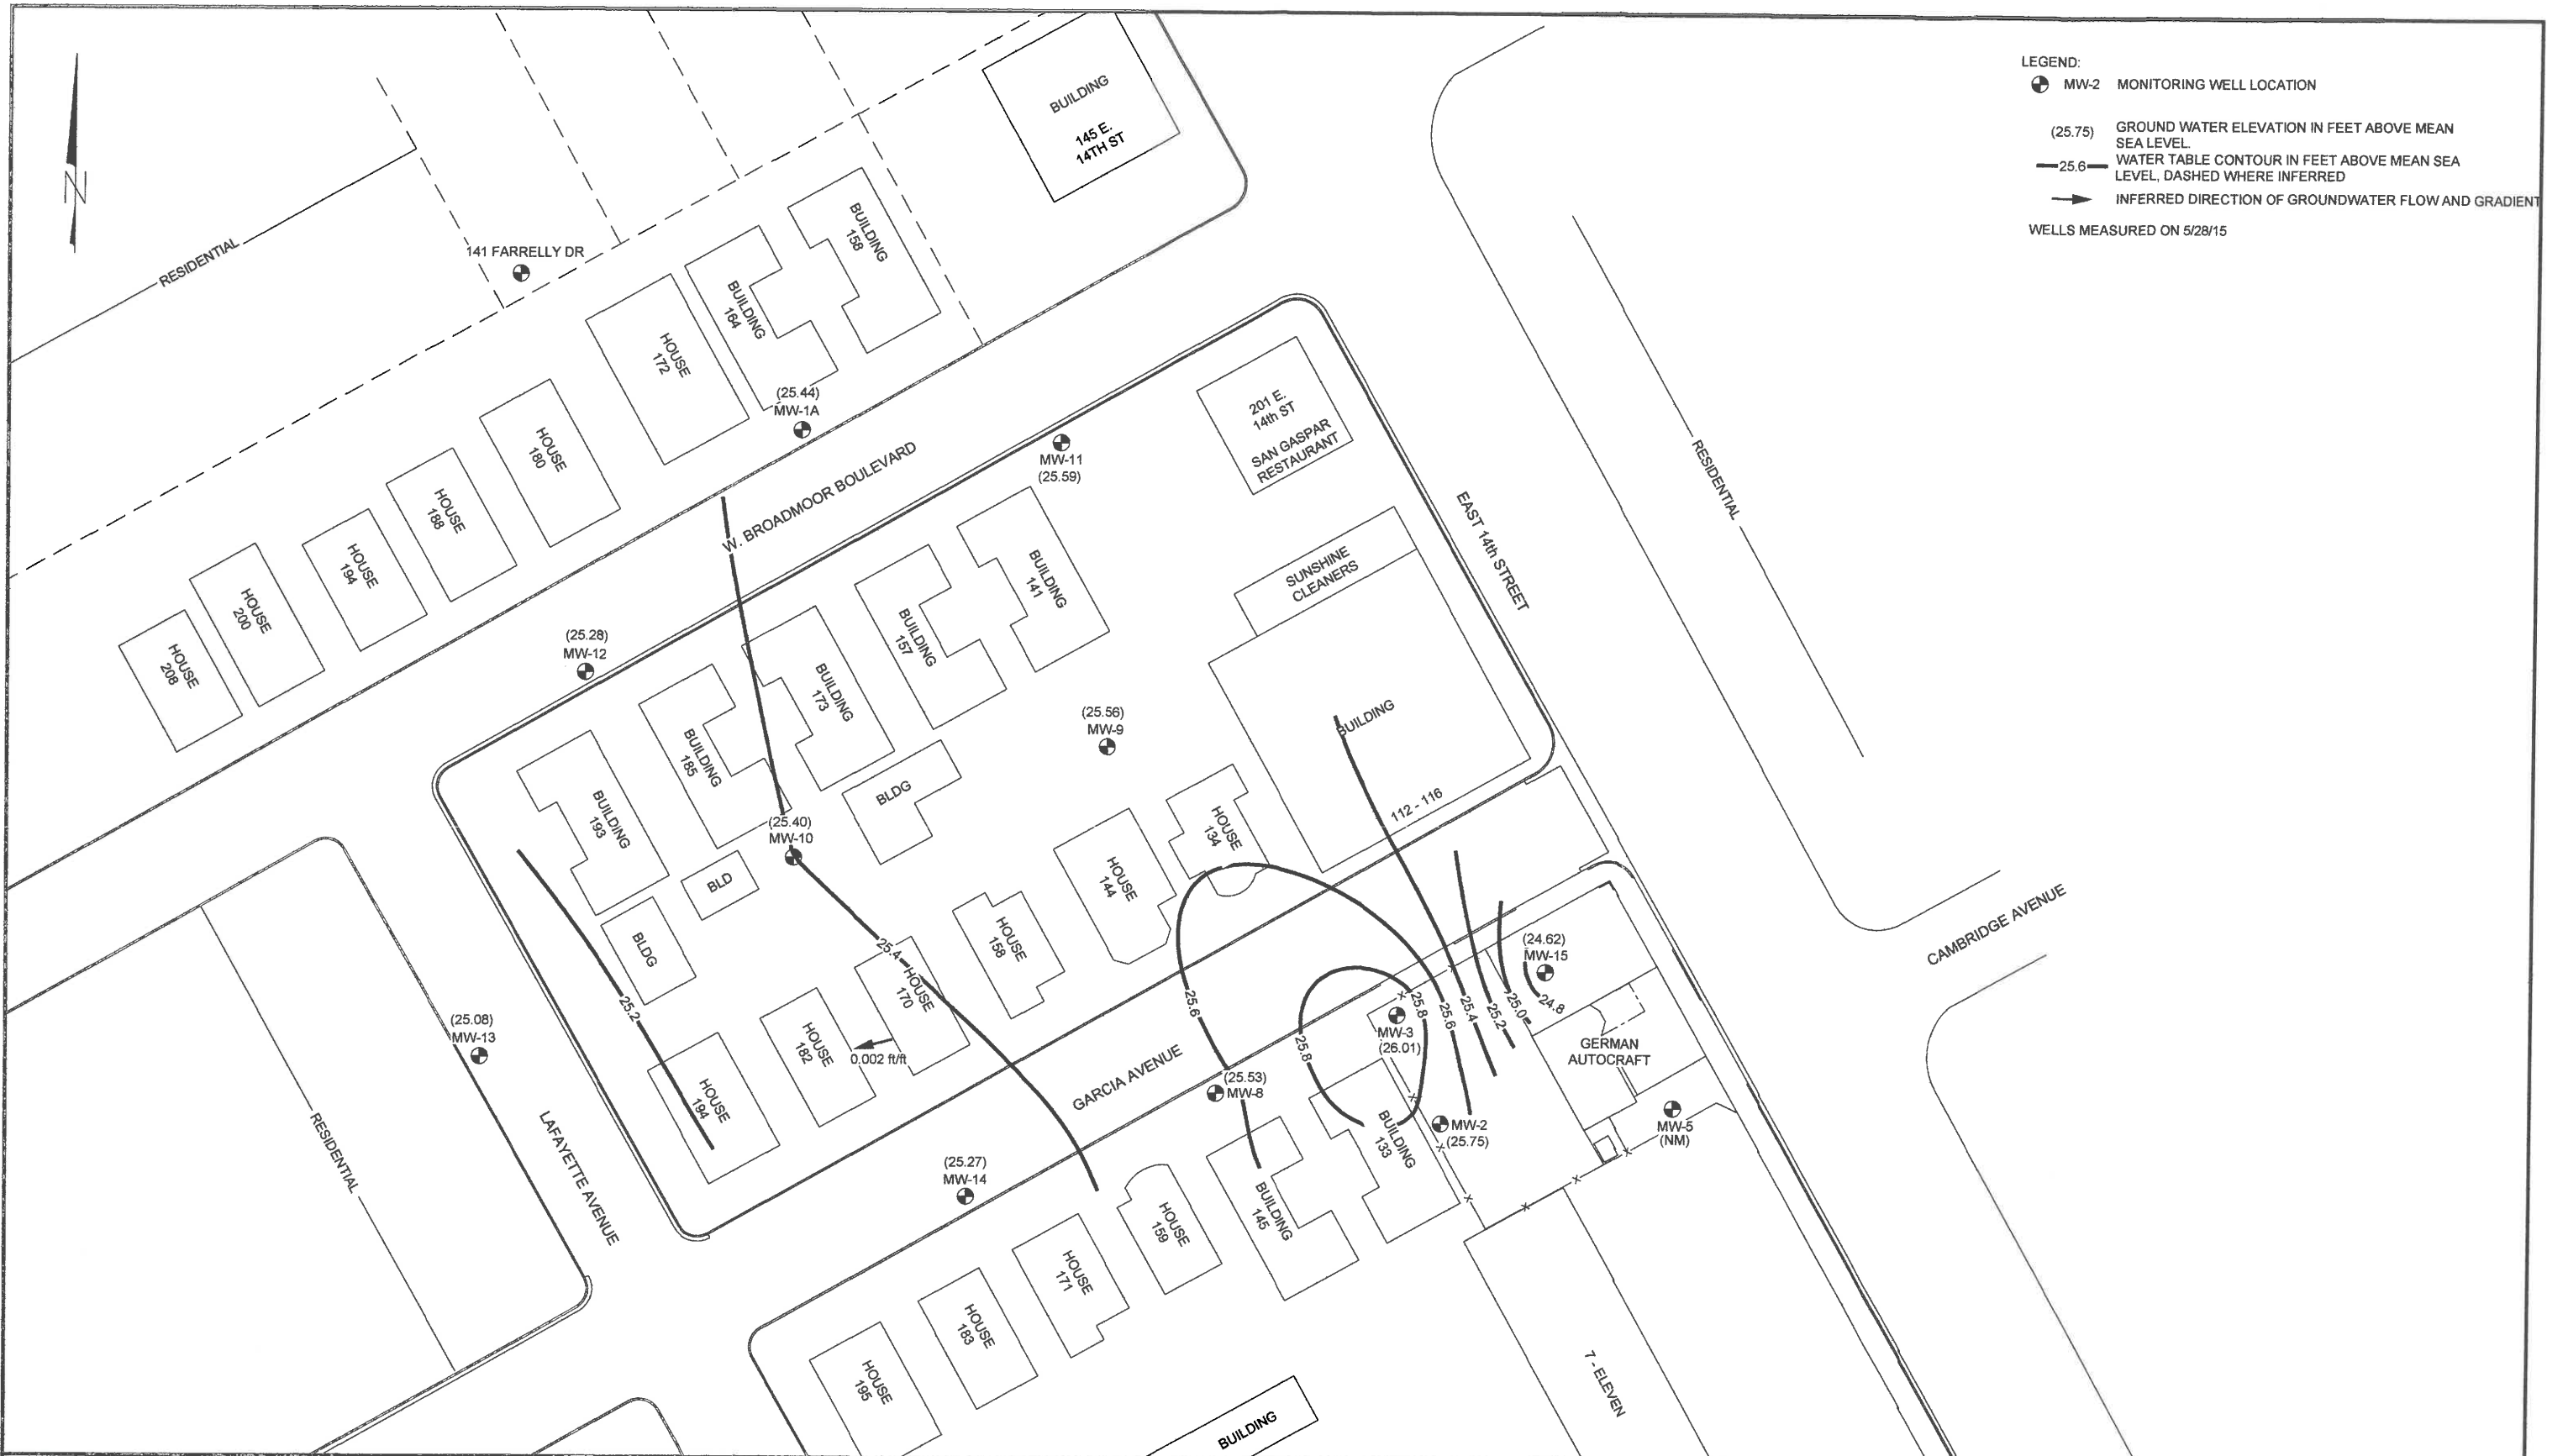 LEGEND:
MW-2 MONITORING WELL LOCATION
(25.75) GROUND WATER ELEVATION IN FEET ABOVE MEAN
SEA LEVEL.
25.6 WATER TABLE CONTOUR IN FEET ABOVE MEAN SEA
LEVEL, DASHED WHERE INFERRED
INFERRED DIRECTION OF GROUNDWATER FLOW AND GRADIENT
WELLS MEASURED ON 5/28/15
N
BUILDING
145 E.
14TH ST
RESIDENTIAL
141 FARRELLY DR
BUILDING
158
BUILDING
164
HOUSE
172
HOUSE
180
HOUSE
188
HOUSE
194
HOUSE
200
HOUSE
208
(25.44)
MW-1A
MW-11
(25.59)
W. BROADMOOR BOULEVARD
201 E.
14th ST
SAN GASPAR
RESTAURANT
RESIDENTIAL
EAST 14th STREET
SUNSHINE
CLEANERS
BUILDING
112 - 116
BUILDING
141
BUILDING
157
BUILDING
173
BUILDING
185
BUILDING
193
(25.28)
MW-12
(25.56)
MW-9
BLDG
(25.40)
MW-10
BLD
BLDG
HOUSE
134
HOUSE
144
HOUSE
158
HOUSE
170
HOUSE
182
HOUSE
194
25.4
25.2
0.002 ft/ft
(25.08)
MW-13
RESIDENTIAL
LAFAYETTE AVENUE
GARCIA AVENUE
CAMBRIDGE AVENUE
25.6
25.8
25.8
25.6
25.4
25.2
25.0
24.8
(24.62)
MW-15
MW-3
(26.01)
GERMAN
AUTOCRAFT
(25.53)
MW-8
MW-2
(25.75)
MW-5
(NM)
(25.27)
MW-14
BUILDING
133
BUILDING
145
HOUSE
159
HOUSE
171
HOUSE
183
HOUSE
195
BUILDING
7 - ELEVEN